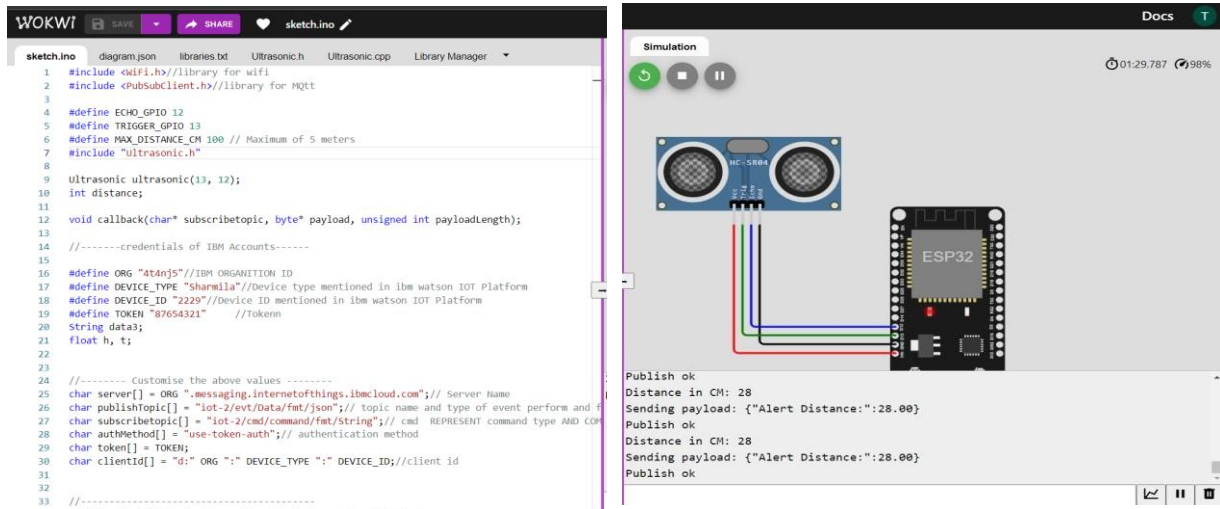 WOKWI SAVE SHARE sketch.ino
sketch.ino diagram.json libraries.txt Ultrasonic.h Ultrasonic.cpp Library Manager
1 #include <WiFi.h>//library for wifi
2 #include <PubSubClient.h>//library for MQtt
3
4 #define ECHO_GPIO 12
5 #define TRIGGER_GPIO 13
6 #define MAX_DISTANCE_CM 100 // Maximum of 5 meters
7 #include "Ultrasonic.h"
8
9 Ultrasonic ultrasonic(13, 12);
10 int distance;
11
12 void callback(char* subscribetopic, byte* payload, unsigned int payloadLength);
13
14 //-------credentials of IBM Accounts------
15
16 #define ORG "4t4nj5"//IBM ORGANITION ID
17 #define DEVICE_TYPE "Sharmila"//Device type mentioned in ibm watson IOT Platform
18 #define DEVICE_ID "2229"//Device ID mentioned in ibm watson IOT Platform
19 #define TOKEN "87654321" //Tokenn
20 String data3;
21 float h, t;
22
23
24 //-------- Customise the above values --------
25 char server[] = ORG ".messaging.internetofthings.ibmcloud.com";// Server Name
26 char publishTopic[] = "iot-2/evt/Data/fmt/json";// topic name and type of event perform and f
27 char subscribetopic[] = "iot-2/cmd/command/fmt/String";// cmd REPRESENT command type AND COM
28 char authMethod[] = "use-token-auth";// authentication method
29 char token[] = TOKEN;
30 char clientId[] = "d:" ORG ":" DEVICE_TYPE ":" DEVICE_ID;//client id
31
32
33 //-----------------------------------------
Docs T
Simulation
01:29.787 98%
HC-SR04
Vcc Trig Echo Gnd
ESP32
Publish ok
Distance in CM: 28
Sending payload: {"Alert Distance:":28.00}
Publish ok
Distance in CM: 28
Sending payload: {"Alert Distance:":28.00}
Publish ok